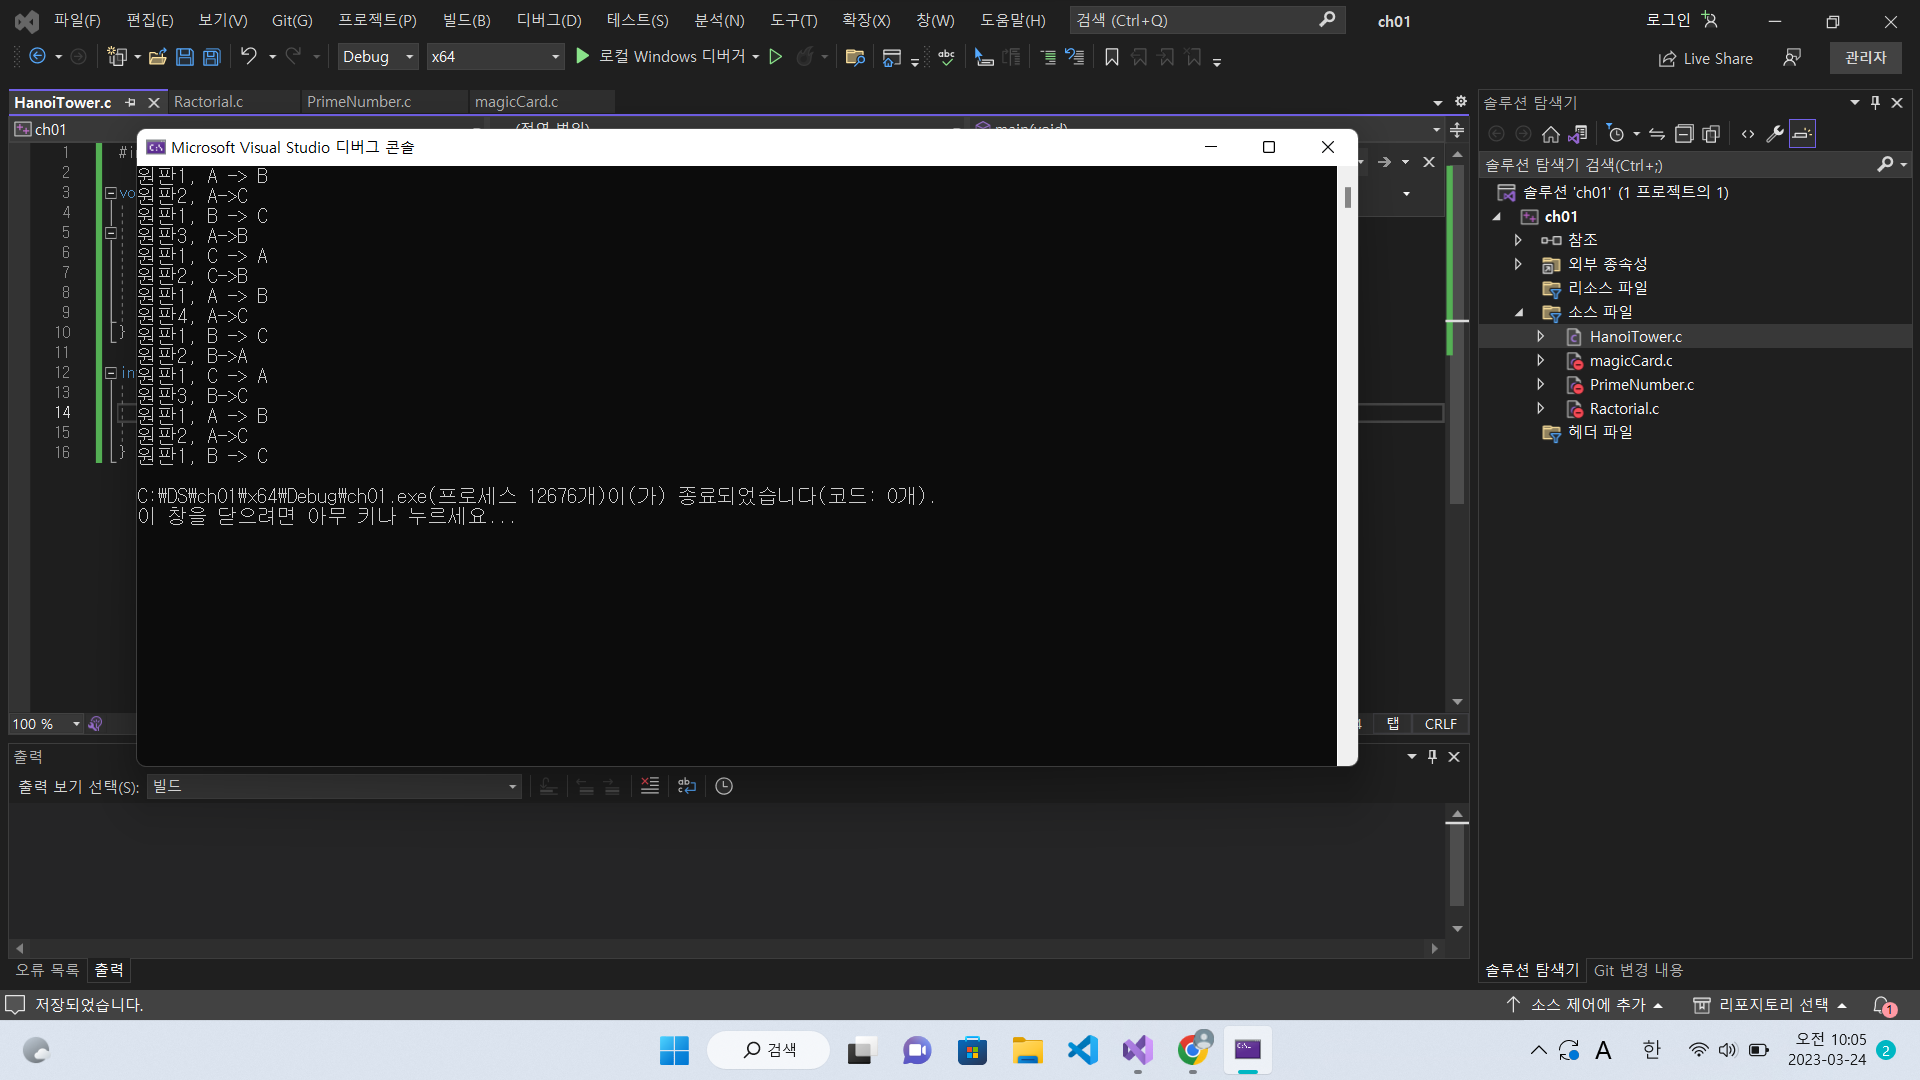 파일(F) 편집(E) 보기(V) Git(G) 프로젝트(P) 빌드(B) 디버그(D) 테스트(S) 분석(N) 도구(T) 확장(X) 창(W) 도움말(H) 검색 (Ctrl+Q) ch01 로그인
Debug x64 로컬 Windows 디버거 Live Share 관리자
HanoiTower.c Ractorial.c PrimeNumber.c magicCard.c
ch01 (전역 범위) main(void)
Microsoft Visual Studio 디버그 콘솔
1 #i
2
3 vo
4
5
6
7
8
9
10 }
11
12 in
13
14
15
16 }
원판1, A -> B
원판2, A->C
원판1, B -> C
원판3, A->B
원판1, C -> A
원판2, C->B
원판1, A -> B
원판4, A->C
원판1, B -> C
원판2, B->A
원판1, C -> A
원판3, B->C
원판1, A -> B
원판2, A->C
원판1, B -> C
C:₩DS₩ch01₩x64₩Debug₩ch01.exe(프로세스 12676개)이(가) 종료되었습니다(코드: 0개).
이 창을 닫으려면 아무 키나 누르세요...
100 % 탭 CRLF
출력
출력 보기 선택(S): 빌드
오류 목록 출력
솔루션 탐색기
솔루션 탐색기 검색(Ctrl+;)
솔루션 'ch01' (1 프로젝트의 1)
ch01
참조
외부 종속성
리소스 파일
소스 파일
HanoiTower.c
magicCard.c
PrimeNumber.c
Ractorial.c
헤더 파일
솔루션 탐색기 Git 변경 내용
저장되었습니다. 소스 제어에 추가 리포지토리 선택 1
검색 A 한 오전 10:05
2023-03-24 2